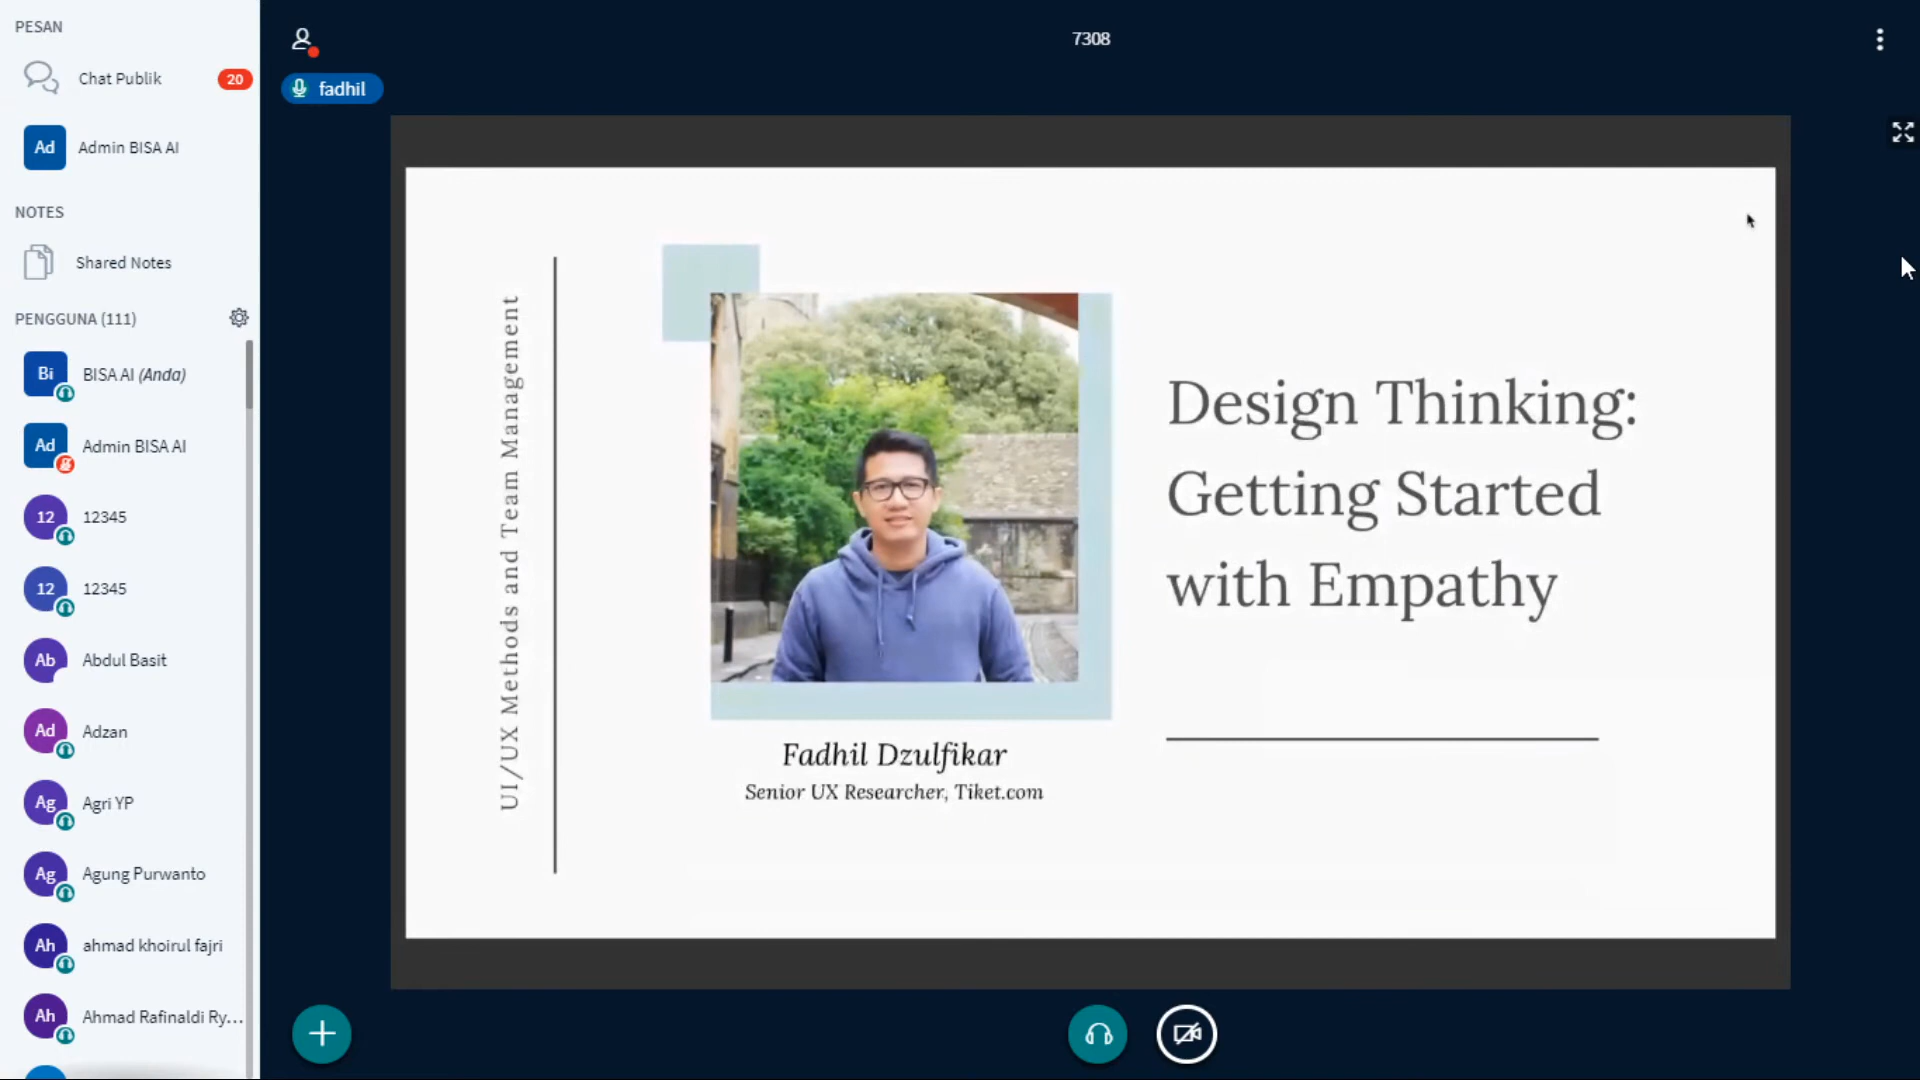 PESAN
Chat Publik
20
Ad
Admin BISA AI
NOTES
Shared Notes
PENGGUNA (111)
Bi
BISA AI (Anda)
Ad
Admin BISA AI
12
12345
12
12345
Ab
Abdul Basit
Ad
Adzan
Ag
Agri YP
Ag
Agung Purwanto
Ah
ahmad khoirul fajri
Ah
Ahmad Rafinaldi Ry...
7308
fadhil
UI/UX Methods and Team Management
Fadhil Dzulfikar
Senior UX Researcher, Tiket.com
Design Thinking:
Getting Started
with Empathy